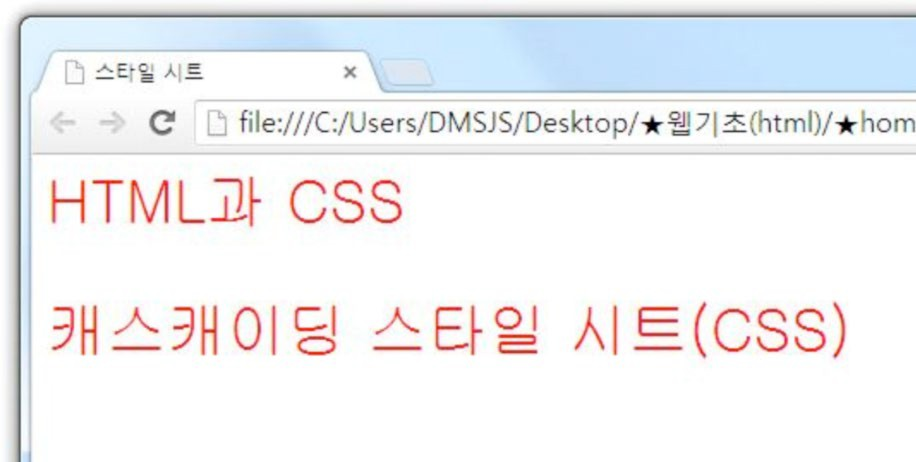 스타일 시트
file:///C:/Users/DMSJS/Desktop/★웹기초(html)/★hom
HTML과 CSS
캐스캐이딩 스타일 시트(CSS)